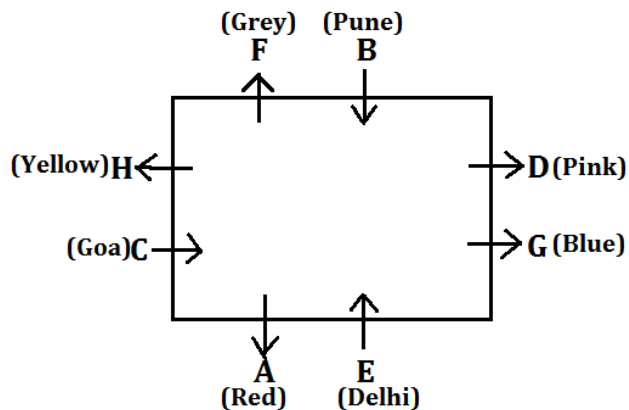 (Grey) (Pune)
F B
(Yellow) H D (Pink)
(Goa) C G (Blue)
A E
(Red) (Delhi)